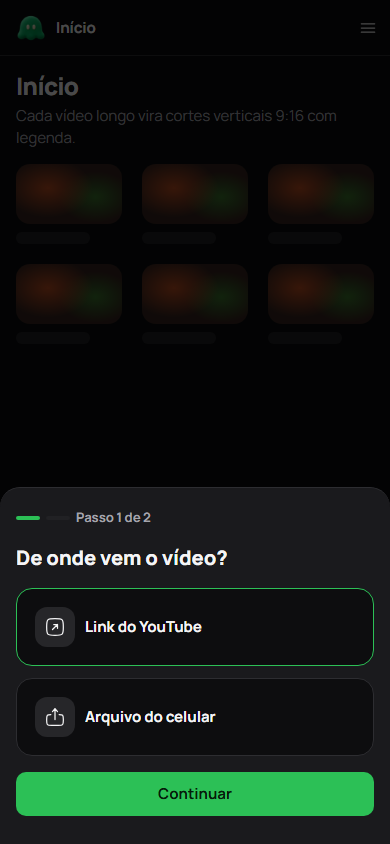 Início
Início
Cada vídeo longo vira cortes verticais 9:16 com
legenda.
Passo 1 de 2
De onde vem o vídeo?
Link do YouTube
Arquivo do celular
Continuar